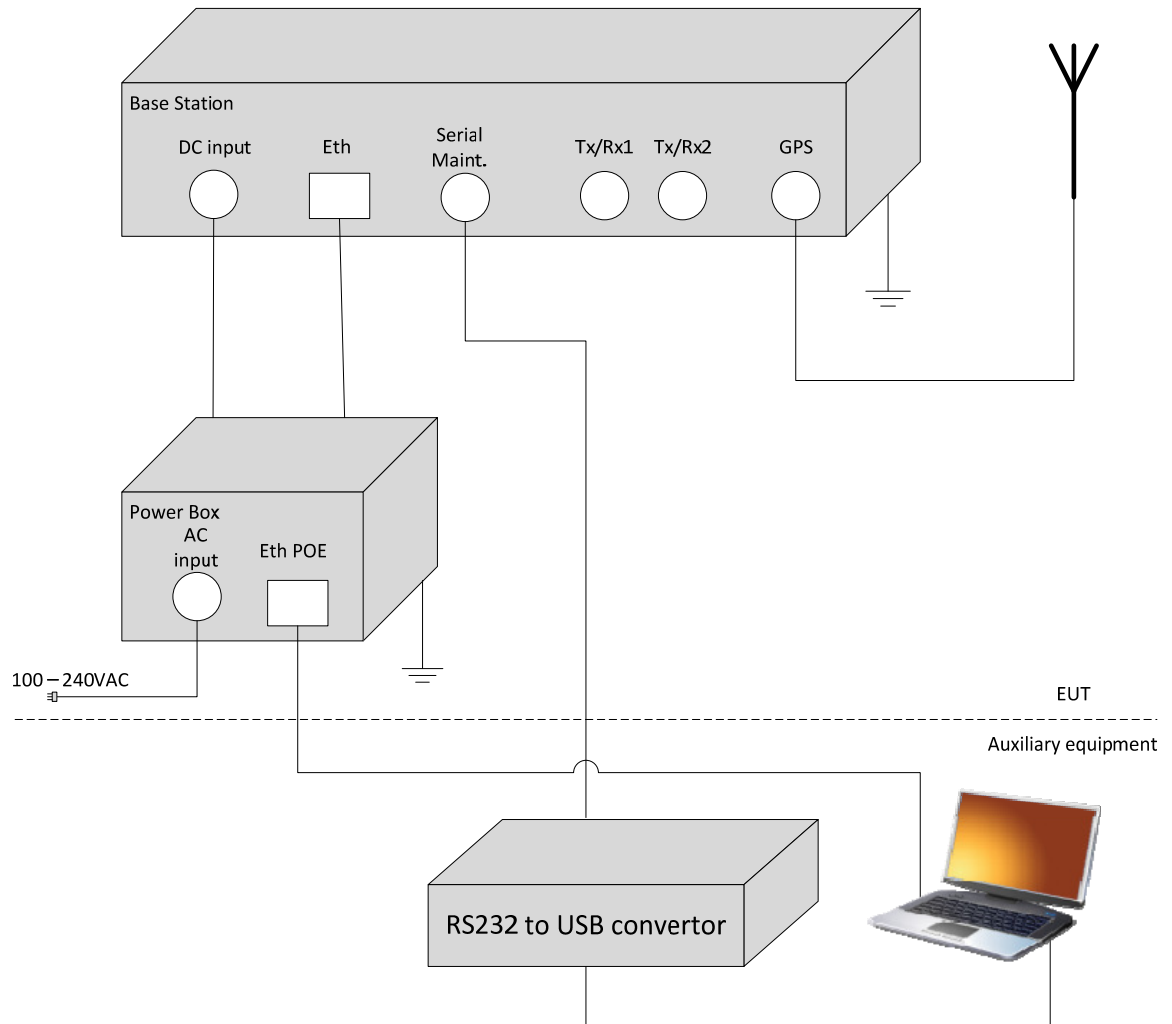 Base Station
DC input
Eth
Serial
Maint.
Tx/Rx1
Tx/Rx2
GPS
Power Box
AC
input
Eth POE
100 – 240VAC
EUT
Auxiliary equipment
RS232 to USB convertor